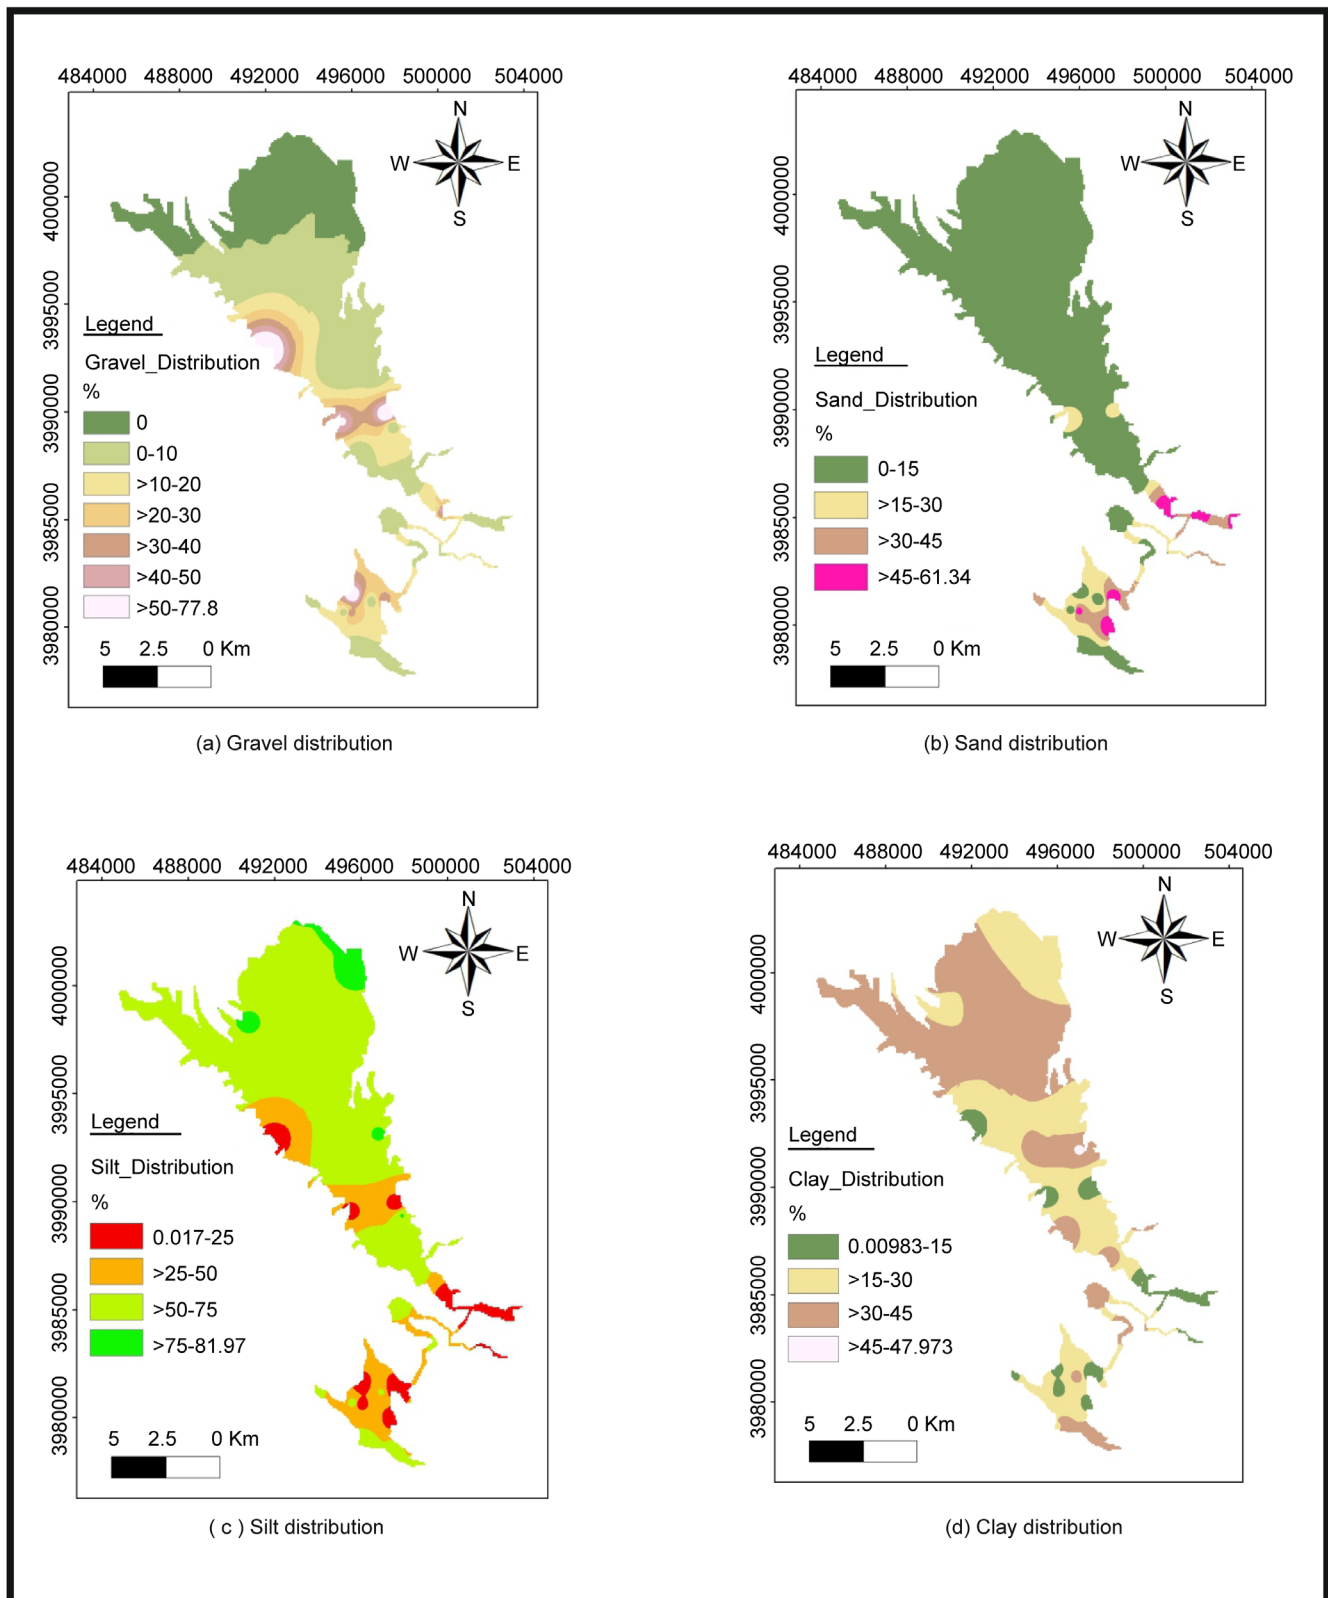 484000 488000 492000 496000 500000 504000
N
W E
S
4000000
3995000
3990000
3985000
3980000
Legend
Gravel_Distribution
%
0
0-10
>10-20
>20-30
>30-40
>40-50
>50-77.8
5 2.5 0 Km
(a) Gravel distribution
484000 488000 492000 496000 500000 504000
N
W E
S
4000000
3995000
3990000
3985000
3980000
Legend
Sand_Distribution
%
0-15
>15-30
>30-45
>45-61.34
5 2.5 0 Km
(b) Sand distribution
484000 488000 492000 496000 500000 504000
N
W E
S
4000000
3995000
3990000
3985000
3980000
Legend
Silt_Distribution
%
0.017-25
>25-50
>50-75
>75-81.97
5 2.5 0 Km
( c ) Silt distribution
484000 488000 492000 496000 500000 504000
N
W E
S
4000000
3995000
3990000
3985000
3980000
Legend
Clay_Distribution
%
0.00983-15
>15-30
>30-45
>45-47.973
5 2.5 0 Km
(d) Clay distribution